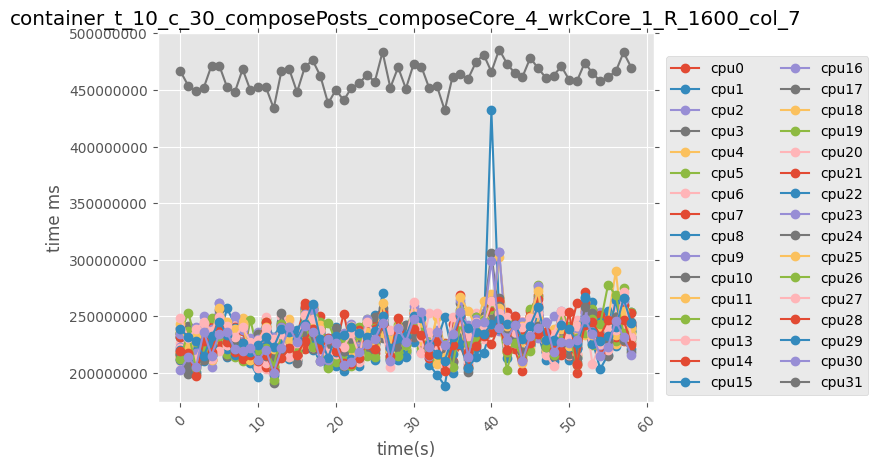 container_t_10_c_30_composePosts_composeCore_4_wrkCore_1_R_1600_col_7
500000000
450000000
400000000
350000000
300000000
250000000
200000000
time ms
0
10
20
30
40
50
60
time(s)
cpu0
cpu1
cpu2
cpu3
cpu4
cpu5
cpu6
cpu7
cpu8
cpu9
cpu10
cpu11
cpu12
cpu13
cpu14
cpu15
cpu16
cpu17
cpu18
cpu19
cpu20
cpu21
cpu22
cpu23
cpu24
cpu25
cpu26
cpu27
cpu28
cpu29
cpu30
cpu31